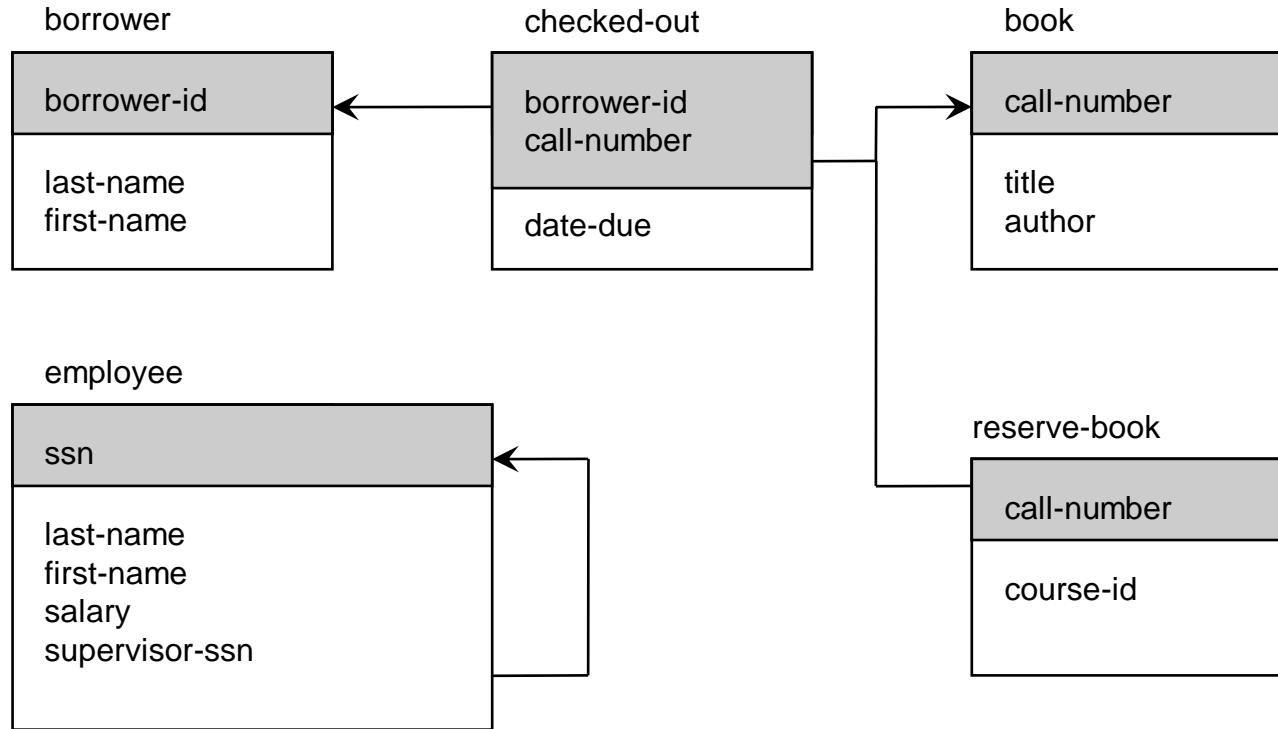 borrower
borrower-id
last-name
first-name
checked-out
borrower-id
call-number
date-due
book
call-number
title
author
employee
ssn
last-name
first-name
salary
supervisor-ssn
reserve-book
call-number
course-id